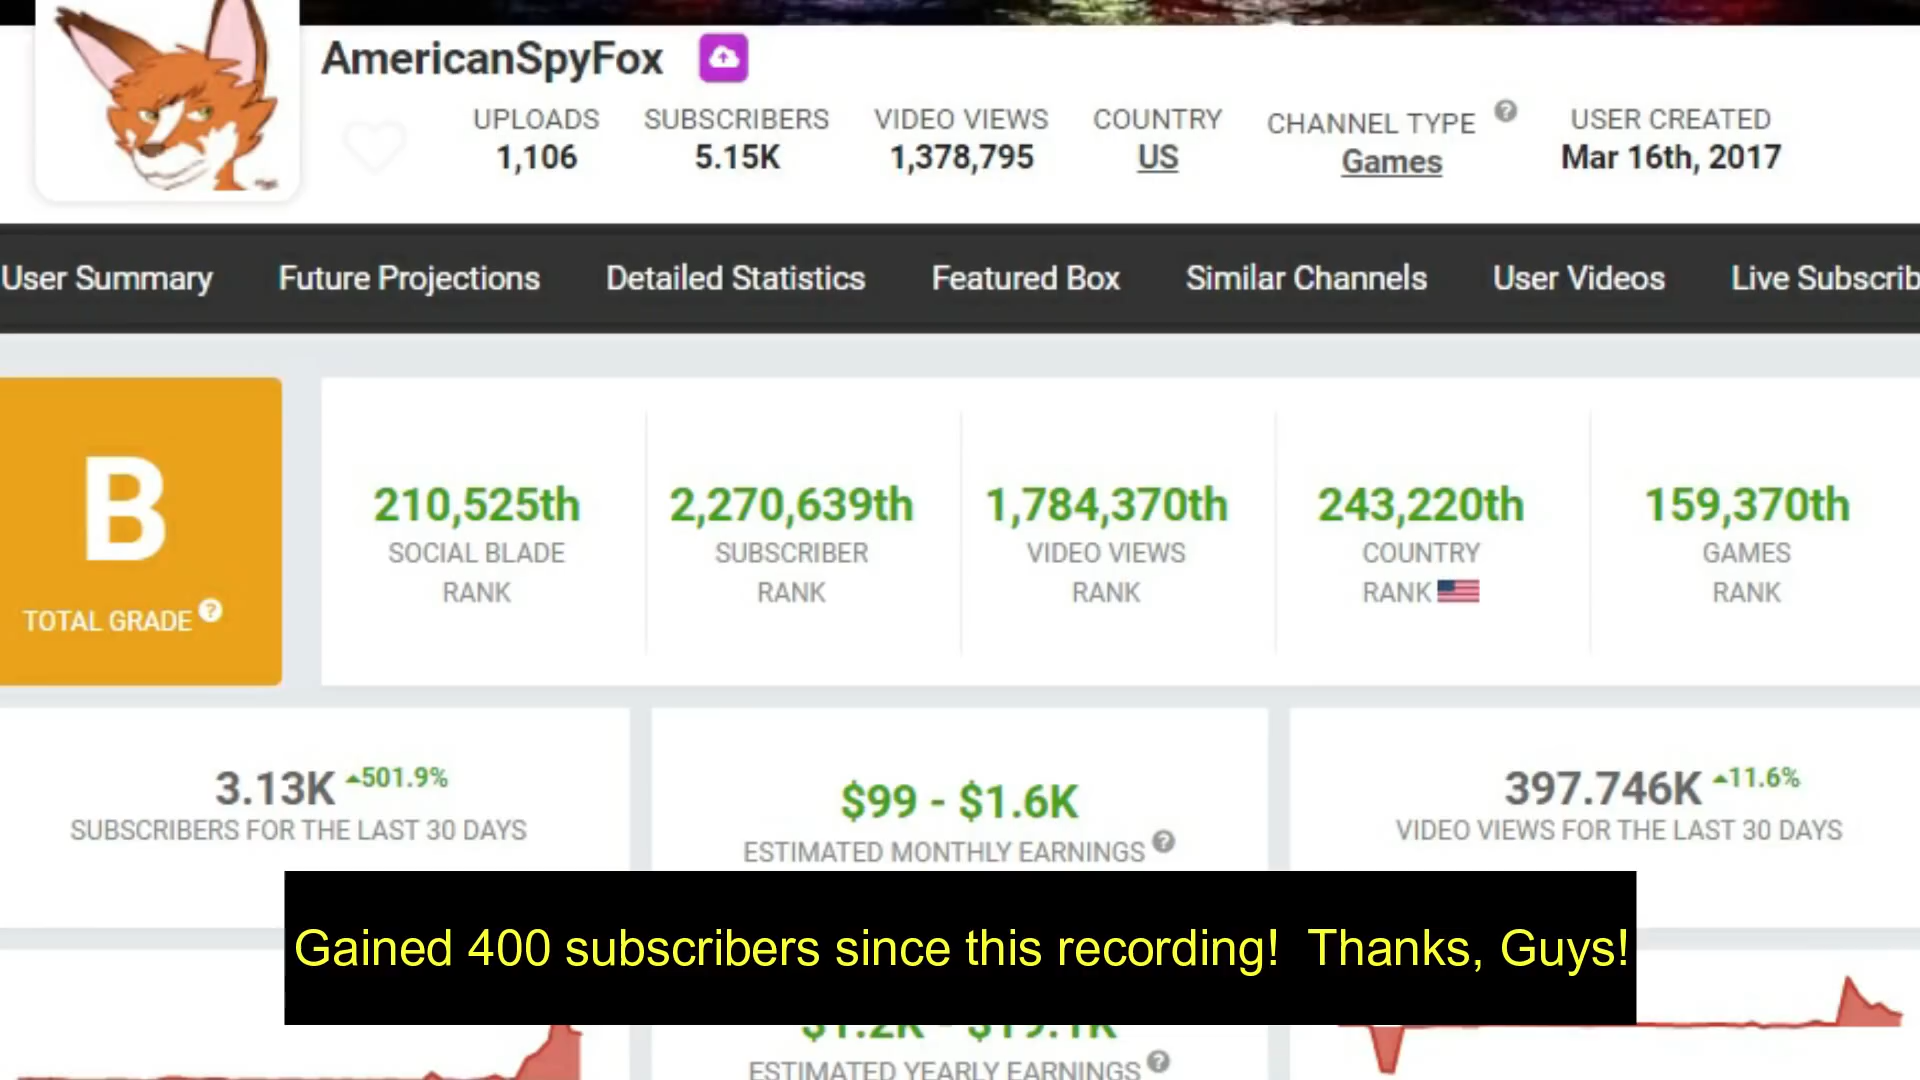 AmericanSpyFox
UPLOADS SUBSCRIBERS VIDEO VIEWS COUNTRY CHANNEL TYPE USER CREATED
1,106 5.15K 1,378,795 US Games Mar 16th, 2017
User Summary Future Projections Detailed Statistics Featured Box Similar Channels User Videos Live Subscrib
B
TOTAL GRADE ?
210,525th 2,270,639th 1,784,370th 243,220th 159,370th
SOCIAL BLADE SUBSCRIBER VIDEO VIEWS COUNTRY GAMES
RANK RANK RANK RANK RANK
3.13K 501.9%
SUBSCRIBERS FOR THE LAST 30 DAYS
$99 - $1.6K
ESTIMATED MONTHLY EARNINGS ?
397.746K 11.6%
VIDEO VIEWS FOR THE LAST 30 DAYS
Gained 400 subscribers since this recording! Thanks, Guys!
$1.2K - $19.1K
ESTIMATED YEARLY EARNINGS ?